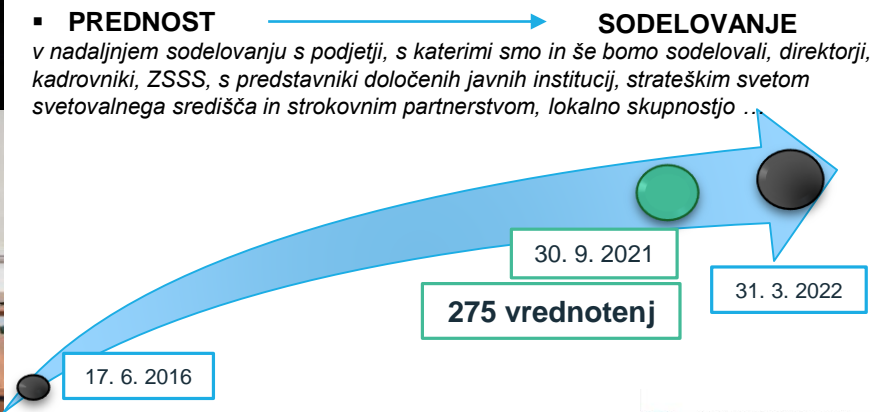 ▪ PREDNOST SODELOVANJE
v nadaljnjem sodelovanju s podjetji, s katerimi smo in še bomo sodelovali, direktorji,
kadrovniki, ZSSS, s predstavniki določenih javnih institucij, strateškim svetom
svetovalnega središča in strokovnim partnerstvom, lokalno skupnostjo …
30. 9. 2021
275 vrednotenj
31. 3. 2022
17. 6. 2016